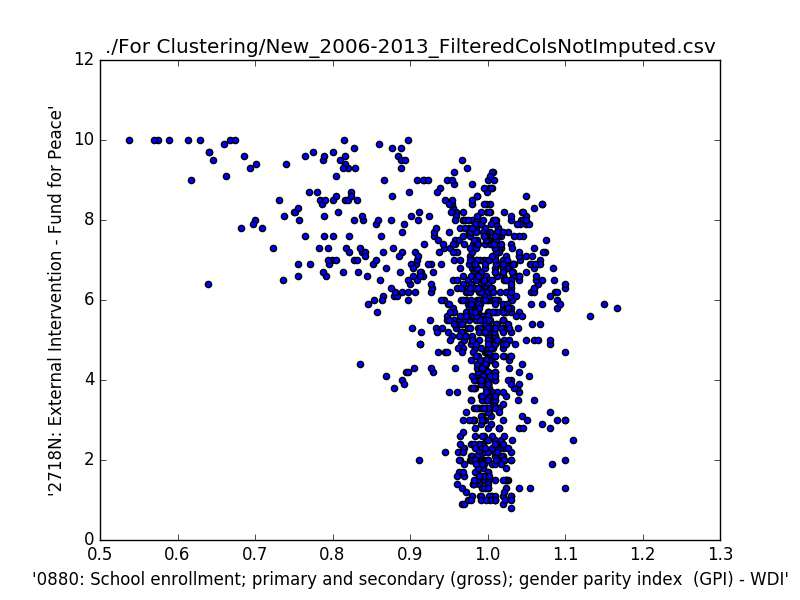 ./For Clustering/New_2006-2013_FilteredColsNotImputed.csv
12
10
8
6
4
2
0
'2718N: External Intervention - Fund for Peace'
0.5 0.6 0.7 0.8 0.9 1.0 1.1 1.2 1.3
'0880: School enrollment; primary and secondary (gross); gender parity index  (GPI) - WDI'